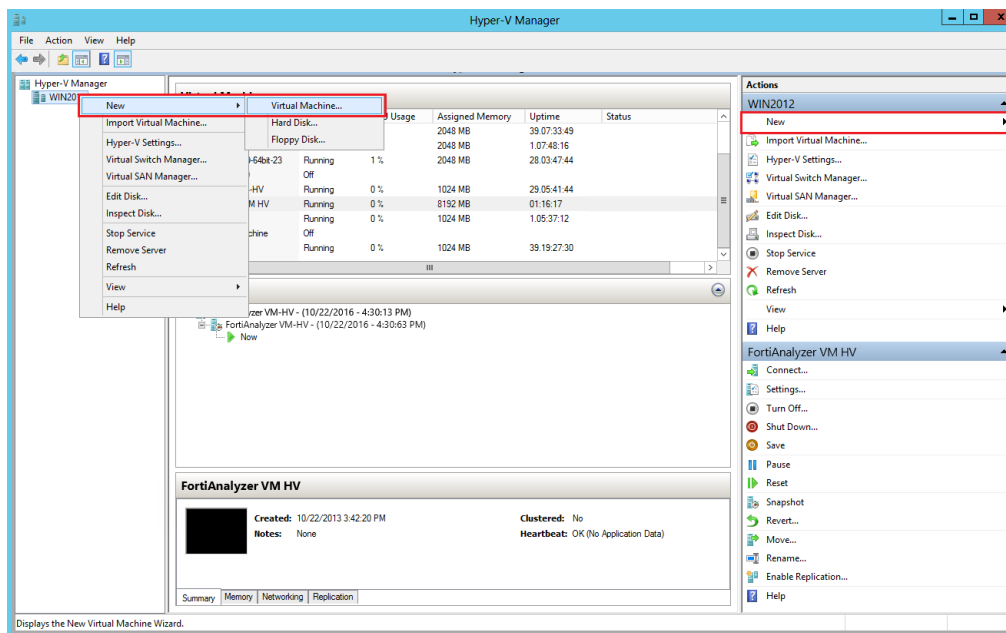 Hyper-V Manager
File Action View Help
Hyper-V Manager
WIN20
New
Import Virtual Machine...
Hyper-V Settings...
Virtual Switch Manager...
Virtual SAN Manager...
Edit Disk...
Inspect Disk...
Stop Service
Remove Server
Refresh
View
Help
Virtual Machine...
Hard Disk...
Floppy Disk...
Usage Assigned Memory Uptime Status
2048 MB 39.07:33:49
2048 MB 1.07:48:16
-64bit-23 Running 1 % 2048 MB 28.03:47:44
Off
-HV Running 0 % 1024 MB 29.05:41:44
M HV Running 0 % 8192 MB 01:16:17
Running 0 % 1024 MB 1.05:37:12
chine Off
Running 0 % 1024 MB 39.19:27:30
yzer VM-HV - (10/22/2016 - 4:30:13 PM)
FortiAnalyzer VM-HV - (10/22/2016 - 4:30:63 PM)
Now
FortiAnalyzer VM HV
Created: 10/22/2013 3:42:20 PM
Clustered: No
Notes: None
Heartbeat: OK (No Application Data)
Summary Memory Networking Replication
Actions
WIN2012
New
Import Virtual Machine...
Hyper-V Settings...
Virtual Switch Manager...
Virtual SAN Manager...
Edit Disk...
Inspect Disk...
Stop Service
Remove Server
Refresh
View
Help
FortiAnalyzer VM HV
Connect...
Settings...
Turn Off...
Shut Down...
Save
Pause
Reset
Snapshot
Revert...
Move...
Rename...
Enable Replication...
Help
Displays the New Virtual Machine Wizard.